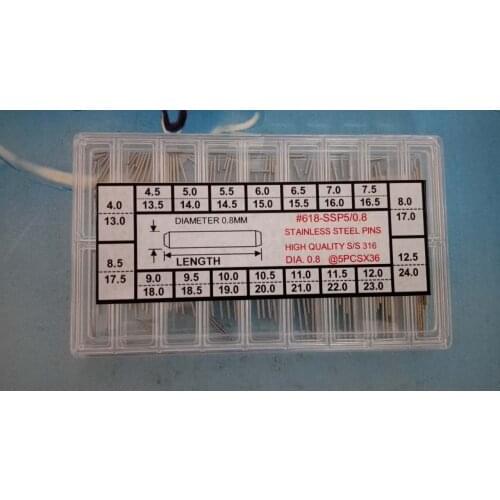 4.5 5.0 5.5 6.0 6.5 7.0 7.5
4.0 13.5 14.0 14.5 15.0 15.5 16.0 16.5 8.0
13.0 DIAMETER 0.8MM #618-SSP5/0.8 17.0
STAINLESS STEEL PINS
HIGH QUALITY S/S 316
8.5 LENGTH DIA. 0.8 @5PCSX36 12.5
17.5 9.0 9.5 10.0 10.5 11.0 11.5 12.0 24.0
18.0 18.5 19.0 20.0 21.0 22.0 23.0